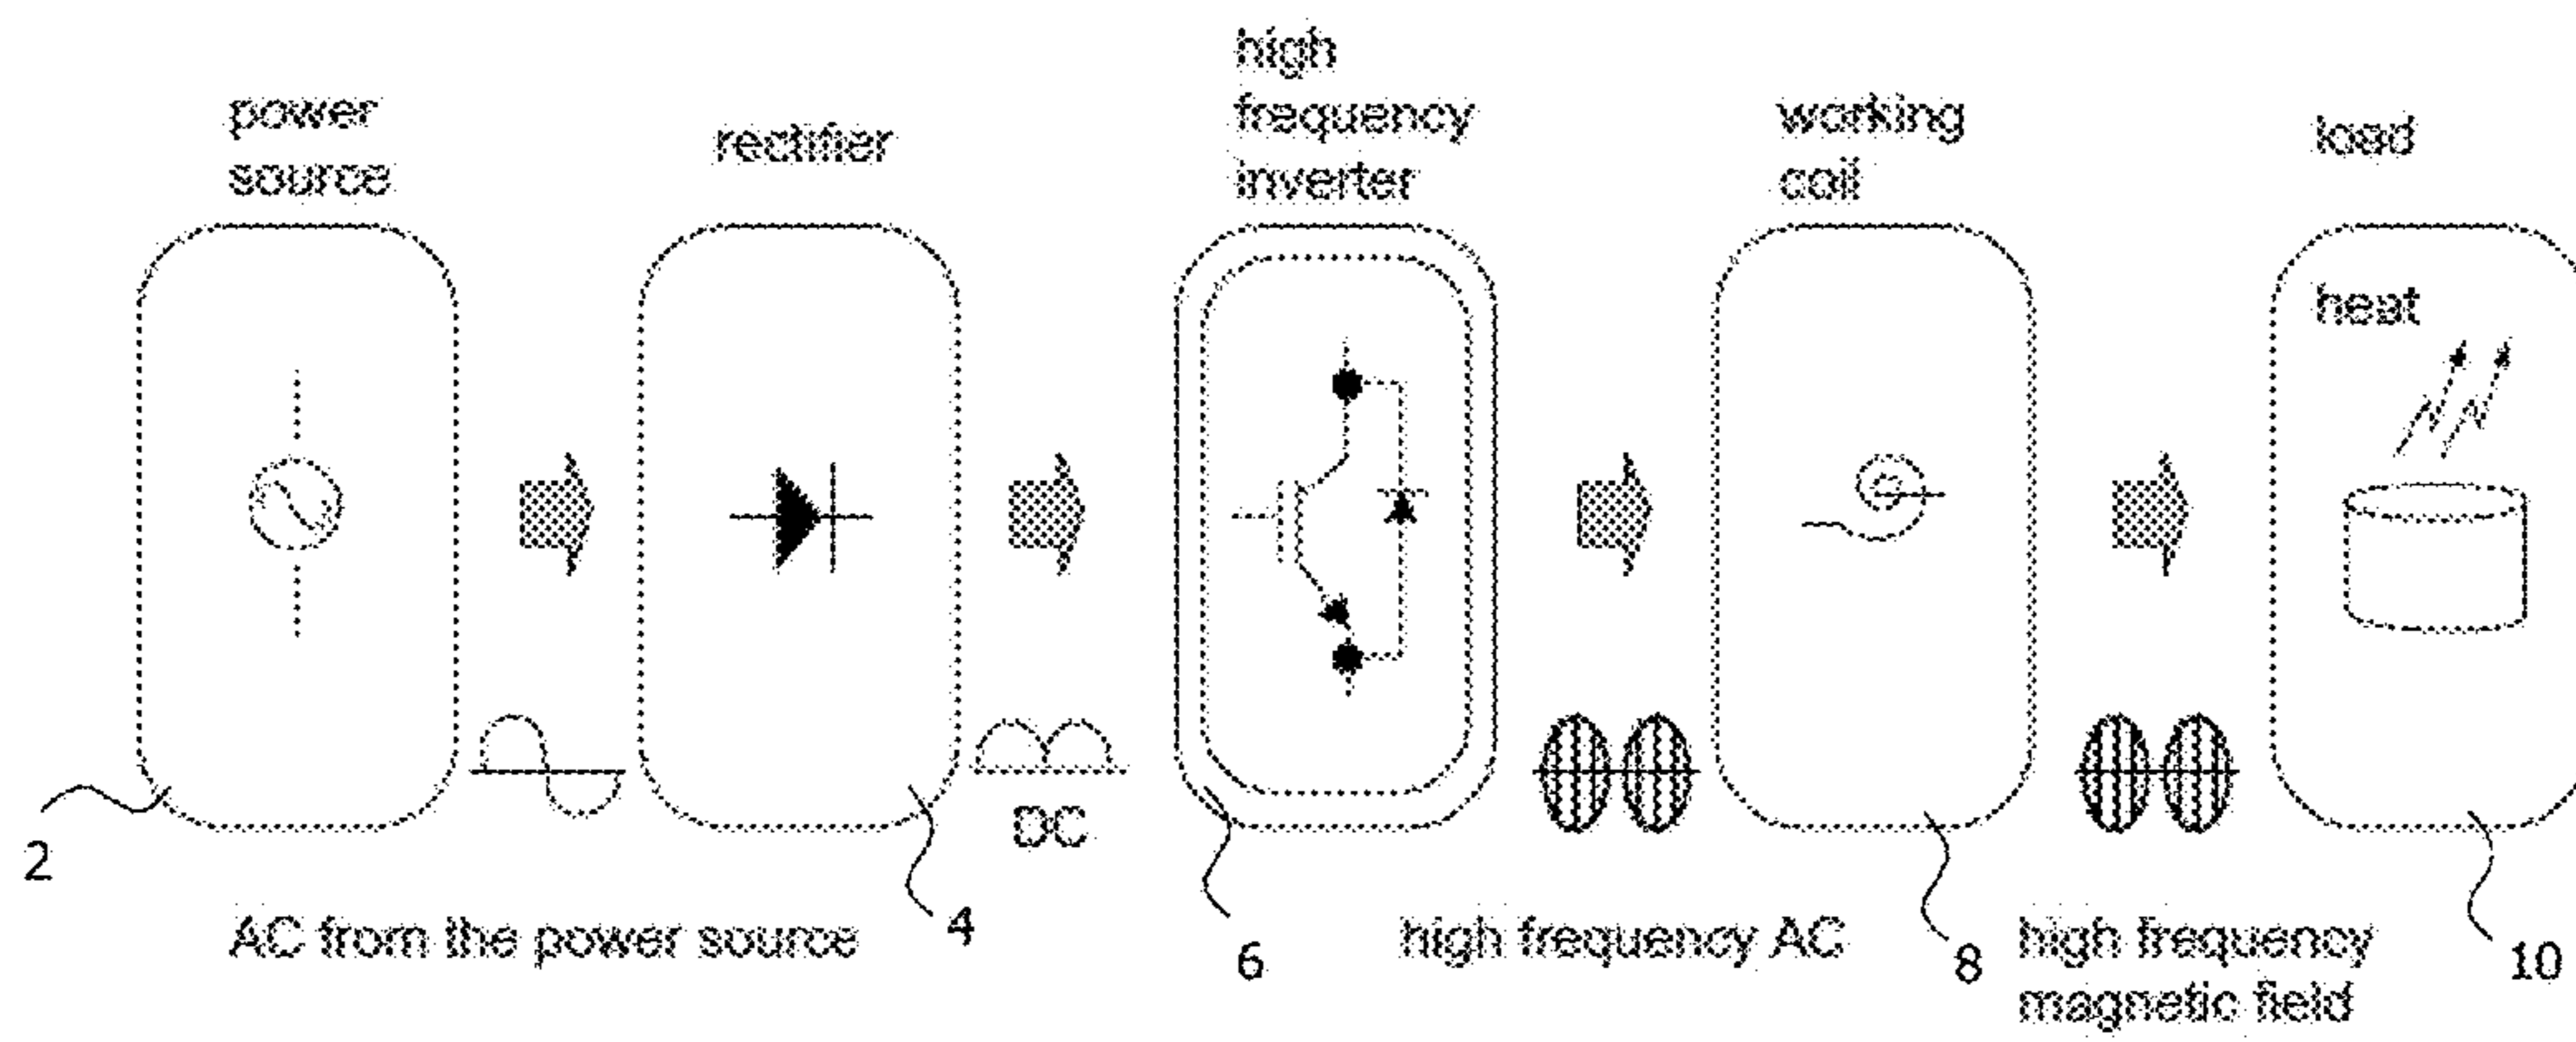 power
source
rectifier
high
frequency
inverter
working
coil
load
heat
DC
2
4
6
8
10
AC from the power source
high frequency AC
high frequency
magnetic field